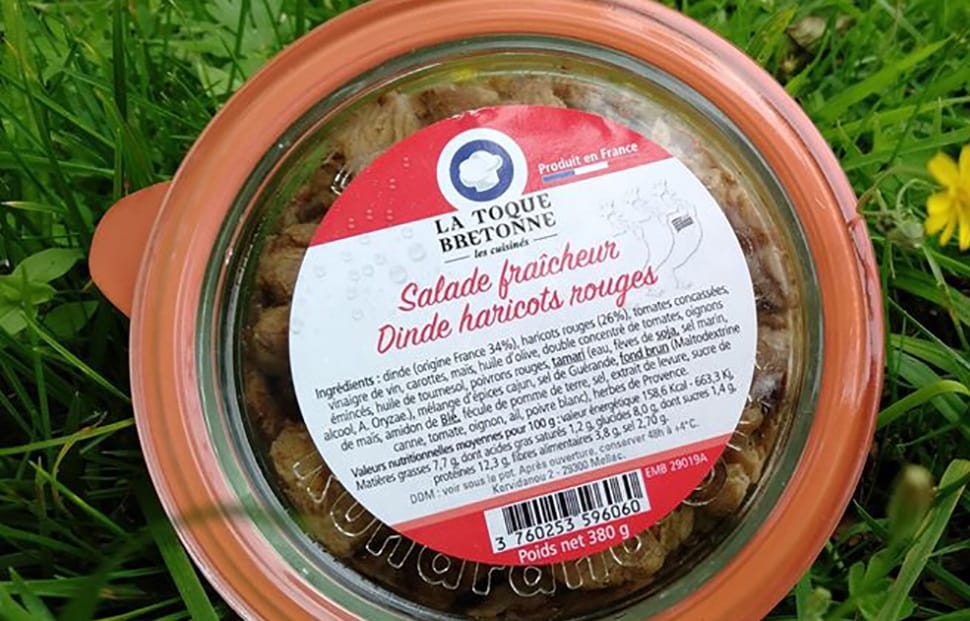 Produit en France
LA TOQUE
BRETONNE
les cuisinés
Salade fraîcheur
Dinde haricots rouges
Ingrédients : dinde (origine France 34%), haricots rouges (26%), tomates concassées,
vinaigre de vin, carottes, maïs, huile d'olive, double concentré de tomates, oignons
émincés, huile de tournesol, poivrons rouges, tamari (eau, fèves de soja, sel marin,
alcool, A. Oryzae.), mélange d'épices cajun, sel de Guérande, fond brun (Maltodextrine
de maïs, amidon de Blé, fécule de pomme de terre, sel, extrait de levure, sucre de
canne, tomate, oignon, ail, poivre blanc), herbes de Provence.
Valeurs nutritionnelles moyennes pour 100 g : valeur énergétique 158,6 Kcal - 663,3 Kj,
Matières grasses 7,7 g, dont acides gras saturés 1,2 g, glucides 8,0 g, dont sucres 1,4 g,
protéines 12,3 g, fibres alimentaires 3,8 g, sel 2,70 g.
DDM : voir sous le pot. Après ouverture, conserver 48h à +4°C.
Kervidanou 2 - 29300 Mellac.
EMB 29019A
3 760253 596060
Poids net 380 g